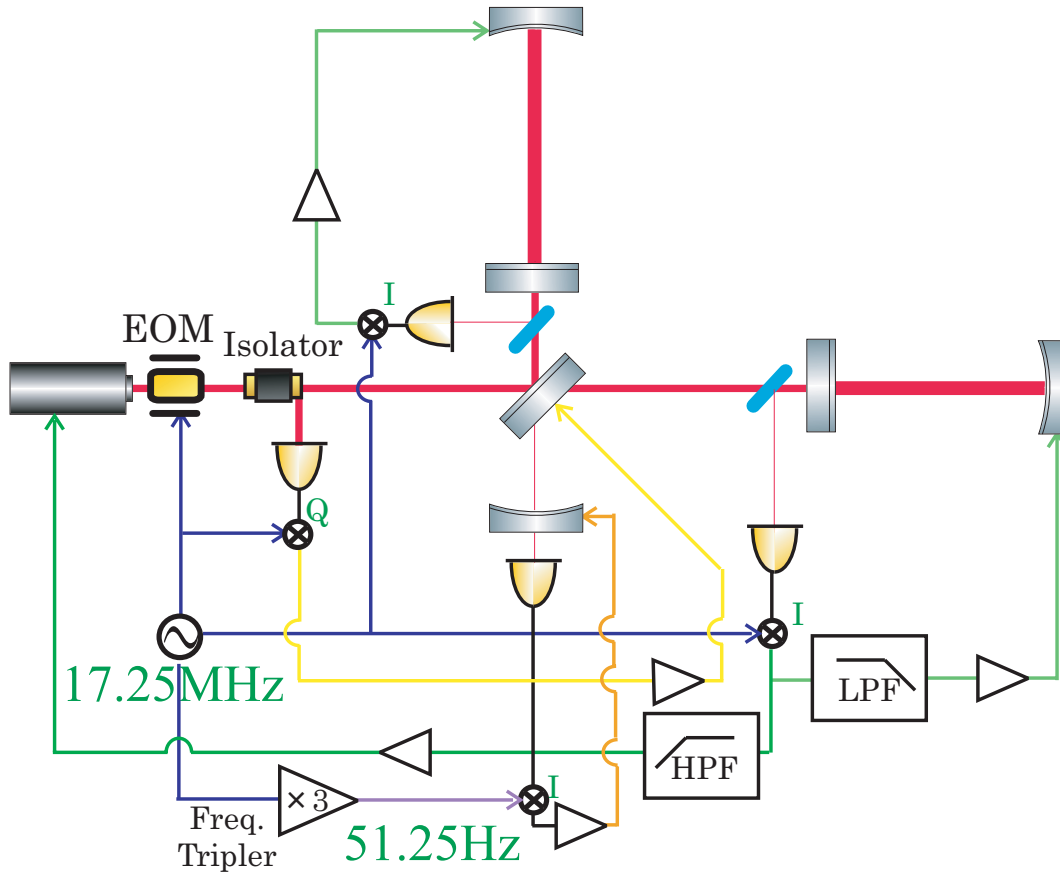 I
EOM
Isolator
Q
I
17.25MHz
LPF
HPF
× 3
I
Freq.
Tripler
51.25Hz